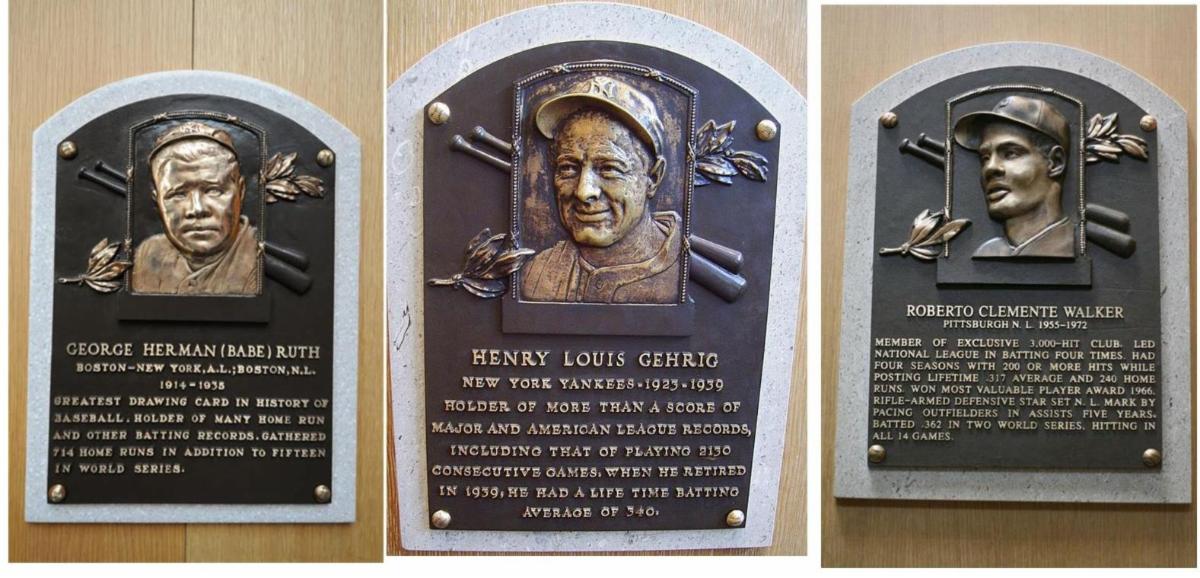 GEORGE HERMAN (BABE) RUTH
BOSTON-NEW YORK, A.L.; BOSTON, N.L.
1914-1935
GREATEST DRAWING CARD IN HISTORY OF
BASEBALL. HOLDER OF MANY HOME RUN
AND OTHER BATTING RECORDS. GATHERED
714 HOME RUNS IN ADDITION TO FIFTEEN
IN WORLD SERIES.
NY
HENRY LOUIS GEHRIG
NEW YORK YANKEES·1923-1939
HOLDER OF MORE THAN A SCORE OF
MAJOR AND AMERICAN LEAGUE RECORDS,
INCLUDING THAT OF PLAYING 2130
CONSECUTIVE GAMES. WHEN HE RETIRED
IN 1939, HE HAD A LIFE TIME BATTING
AVERAGE OF 340.
ROBERTO CLEMENTE WALKER
PITTSBURGH N. L. 1955-1972
MEMBER OF EXCLUSIVE 3,000-HIT CLUB. LED
NATIONAL LEAGUE IN BATTING FOUR TIMES. HAD
FOUR SEASONS WITH 200 OR MORE HITS WHILE
POSTING LIFETIME .317 AVERAGE AND 240 HOME
RUNS. WON MOST VALUABLE PLAYER AWARD 1966.
RIFLE-ARMED DEFENSIVE STAR SET N. L. MARK BY
PACING OUTFIELDERS IN ASSISTS FIVE YEARS.
BATTED .362 IN TWO WORLD SERIES, HITTING IN
ALL 14 GAMES.